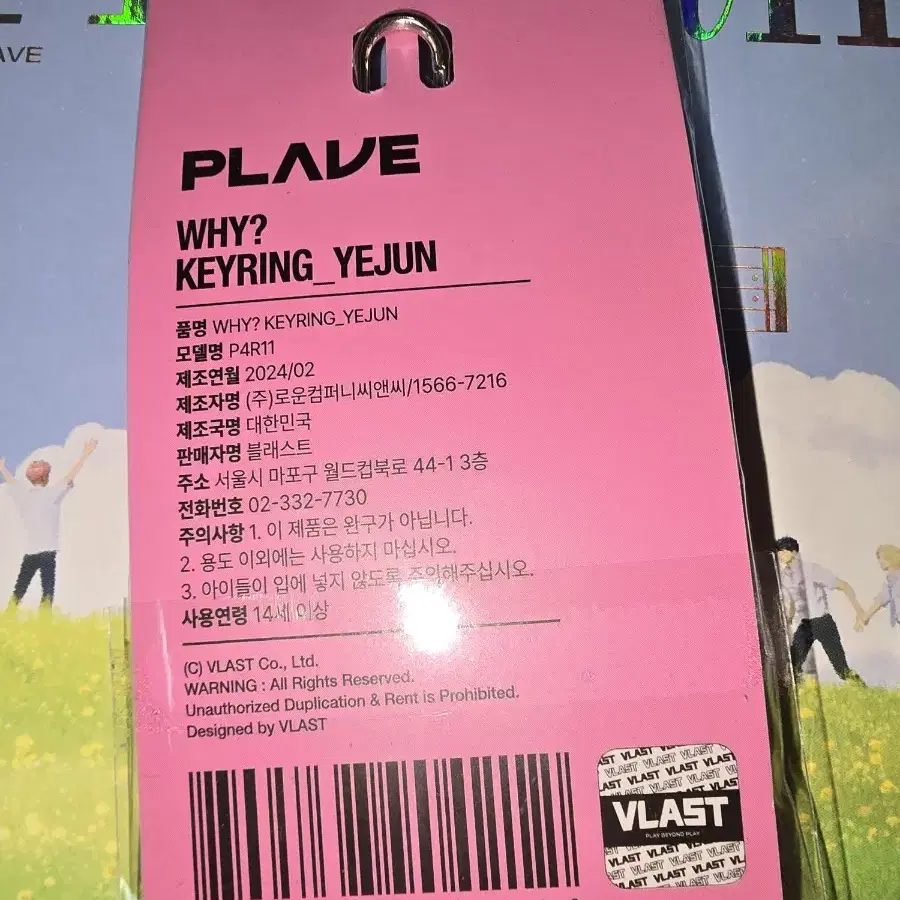 AVE
PLAVE
WHY?
KEYRING_YEJUN
품명 WHY? KEYRING_YEJUN
모델명 P4R11
제조연월 2024/02
제조자명 (주)로운컴퍼니씨앤씨/1566-7216
제조국명 대한민국
판매자명 블래스트
주소 서울시 마포구 월드컵북로 44-1 3층
전화번호 02-332-7730
주의사항 1. 이 제품은 완구가 아닙니다.
2. 용도 이외에는 사용하지 마십시오.
3. 아이들이 입에 넣지 않도록 주의해주십시오.
사용연령 14세 이상
(C) VLAST Co., Ltd.
WARNING : All Rights Reserved.
Unauthorized Duplication & Rent is Prohibited.
Designed by VLAST
VLAST
PLAY BEYOND PLAY